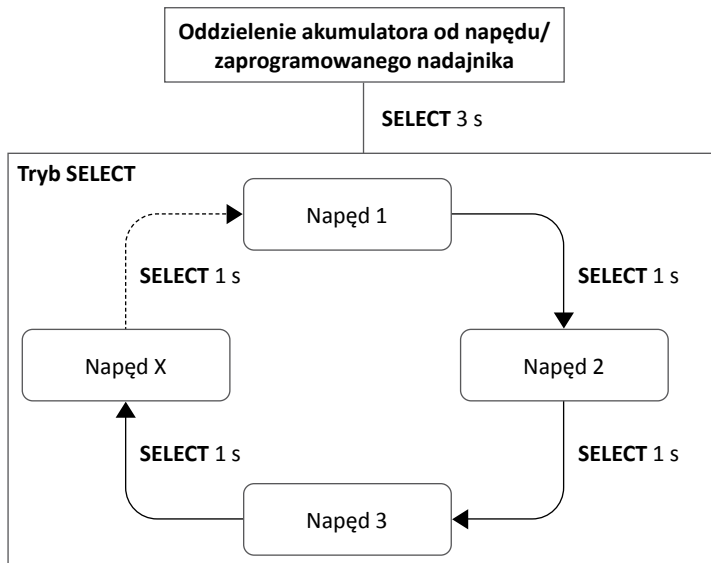 Oddzielenie akumulatora od napędu/
zaprogramowanego nadajnika
SELECT 3 s
Tryb SELECT
Napęd 1
SELECT 1 s
SELECT 1 s
Napęd X
Napęd 2
SELECT 1 s
SELECT 1 s
Napęd 3